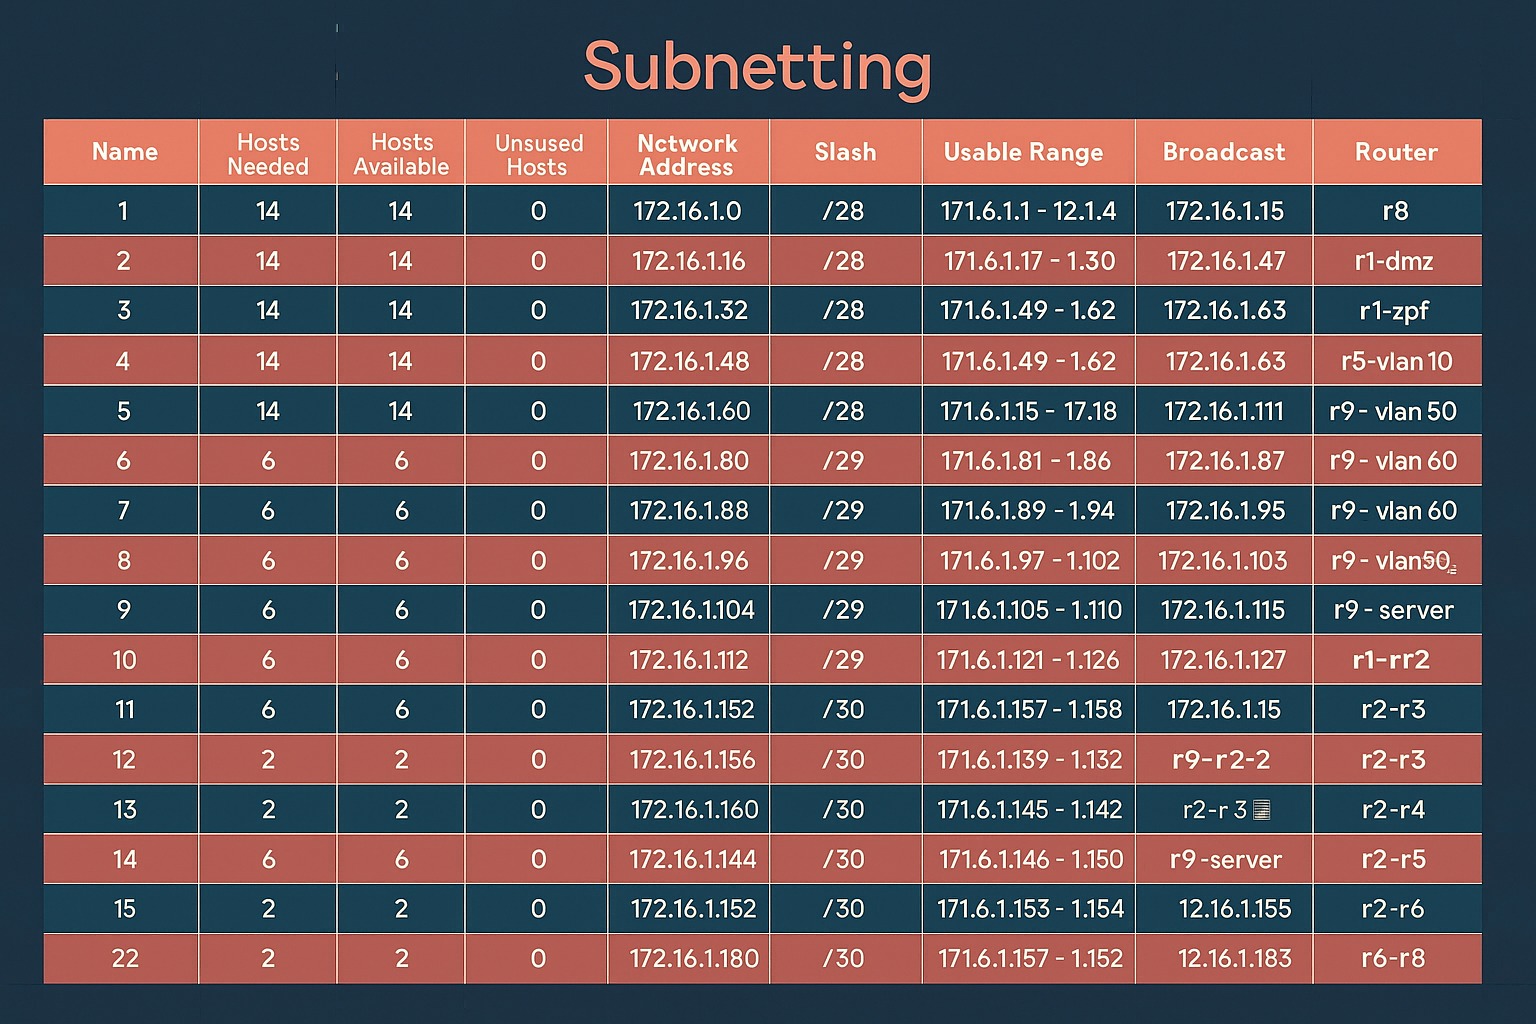 Subnetting
Name Hosts Needed Hosts Available Unsused Hosts Nctwork Address Slash Usable Range Broadcast Router
1 14 14 0 172.16.1.0 /28 171.6.1.1 - 12.1.4 172.16.1.15 r8
2 14 14 0 172.16.1.16 /28 171.6.1.17 - 1.30 172.16.1.47 r1-dmz
3 14 14 0 172.16.1.32 /28 171.6.1.49 - 1.62 172.16.1.63 r1-zpf
4 14 14 0 172.16.1.48 /28 171.6.1.49 - 1.62 172.16.1.63 r5-vlan 10
5 14 14 0 172.16.1.60 /28 171.6.1.15 - 17.18 172.16.1.111 r9- vlan 50
6 6 6 0 172.16.1.80 /29 171.6.1.81 - 1.86 172.16.1.87 r9- vlan 60
7 6 6 0 172.16.1.88 /29 171.6.1.89 - 1.94 172.16.1.95 r9- vlan 60
8 6 6 0 172.16.1.96 /29 171.6.1.97 - 1.102 172.16.1.103 r9-
9 6 6 0 172.16.1.104 /29 171.6.1.105 - 1.110 172.16.1.115 r9 - server
10 6 6 0 172.16.1.112 /29 171.6.1.121 - 1.126 172.16.1.127 r1-rr2
11 6 6 0 172.16.1.152 /30 171.6.1.157 - 1.158 172.16.1.15 r2-r3
12 2 2 0 172.16.1.156 /30 171.6.1.139 - 1.132 r9-r2-2 r2-r3
13 2 2 0 172.16.1.160 /30 171.6.1.145 - 1.142 r2-r 3 r2-r4
14 6 6 0 172.16.1.144 /30 171.6.1.146 - 1.150 r9-server r2-r5
15 2 2 0 172.16.1.152 /30 171.6.1.153 - 1.154 12.16.1.155 r2-r6
22 2 2 0 172.16.1.180 /30 171.6.1.157 - 1.152 12.16.1.183 r6-r8